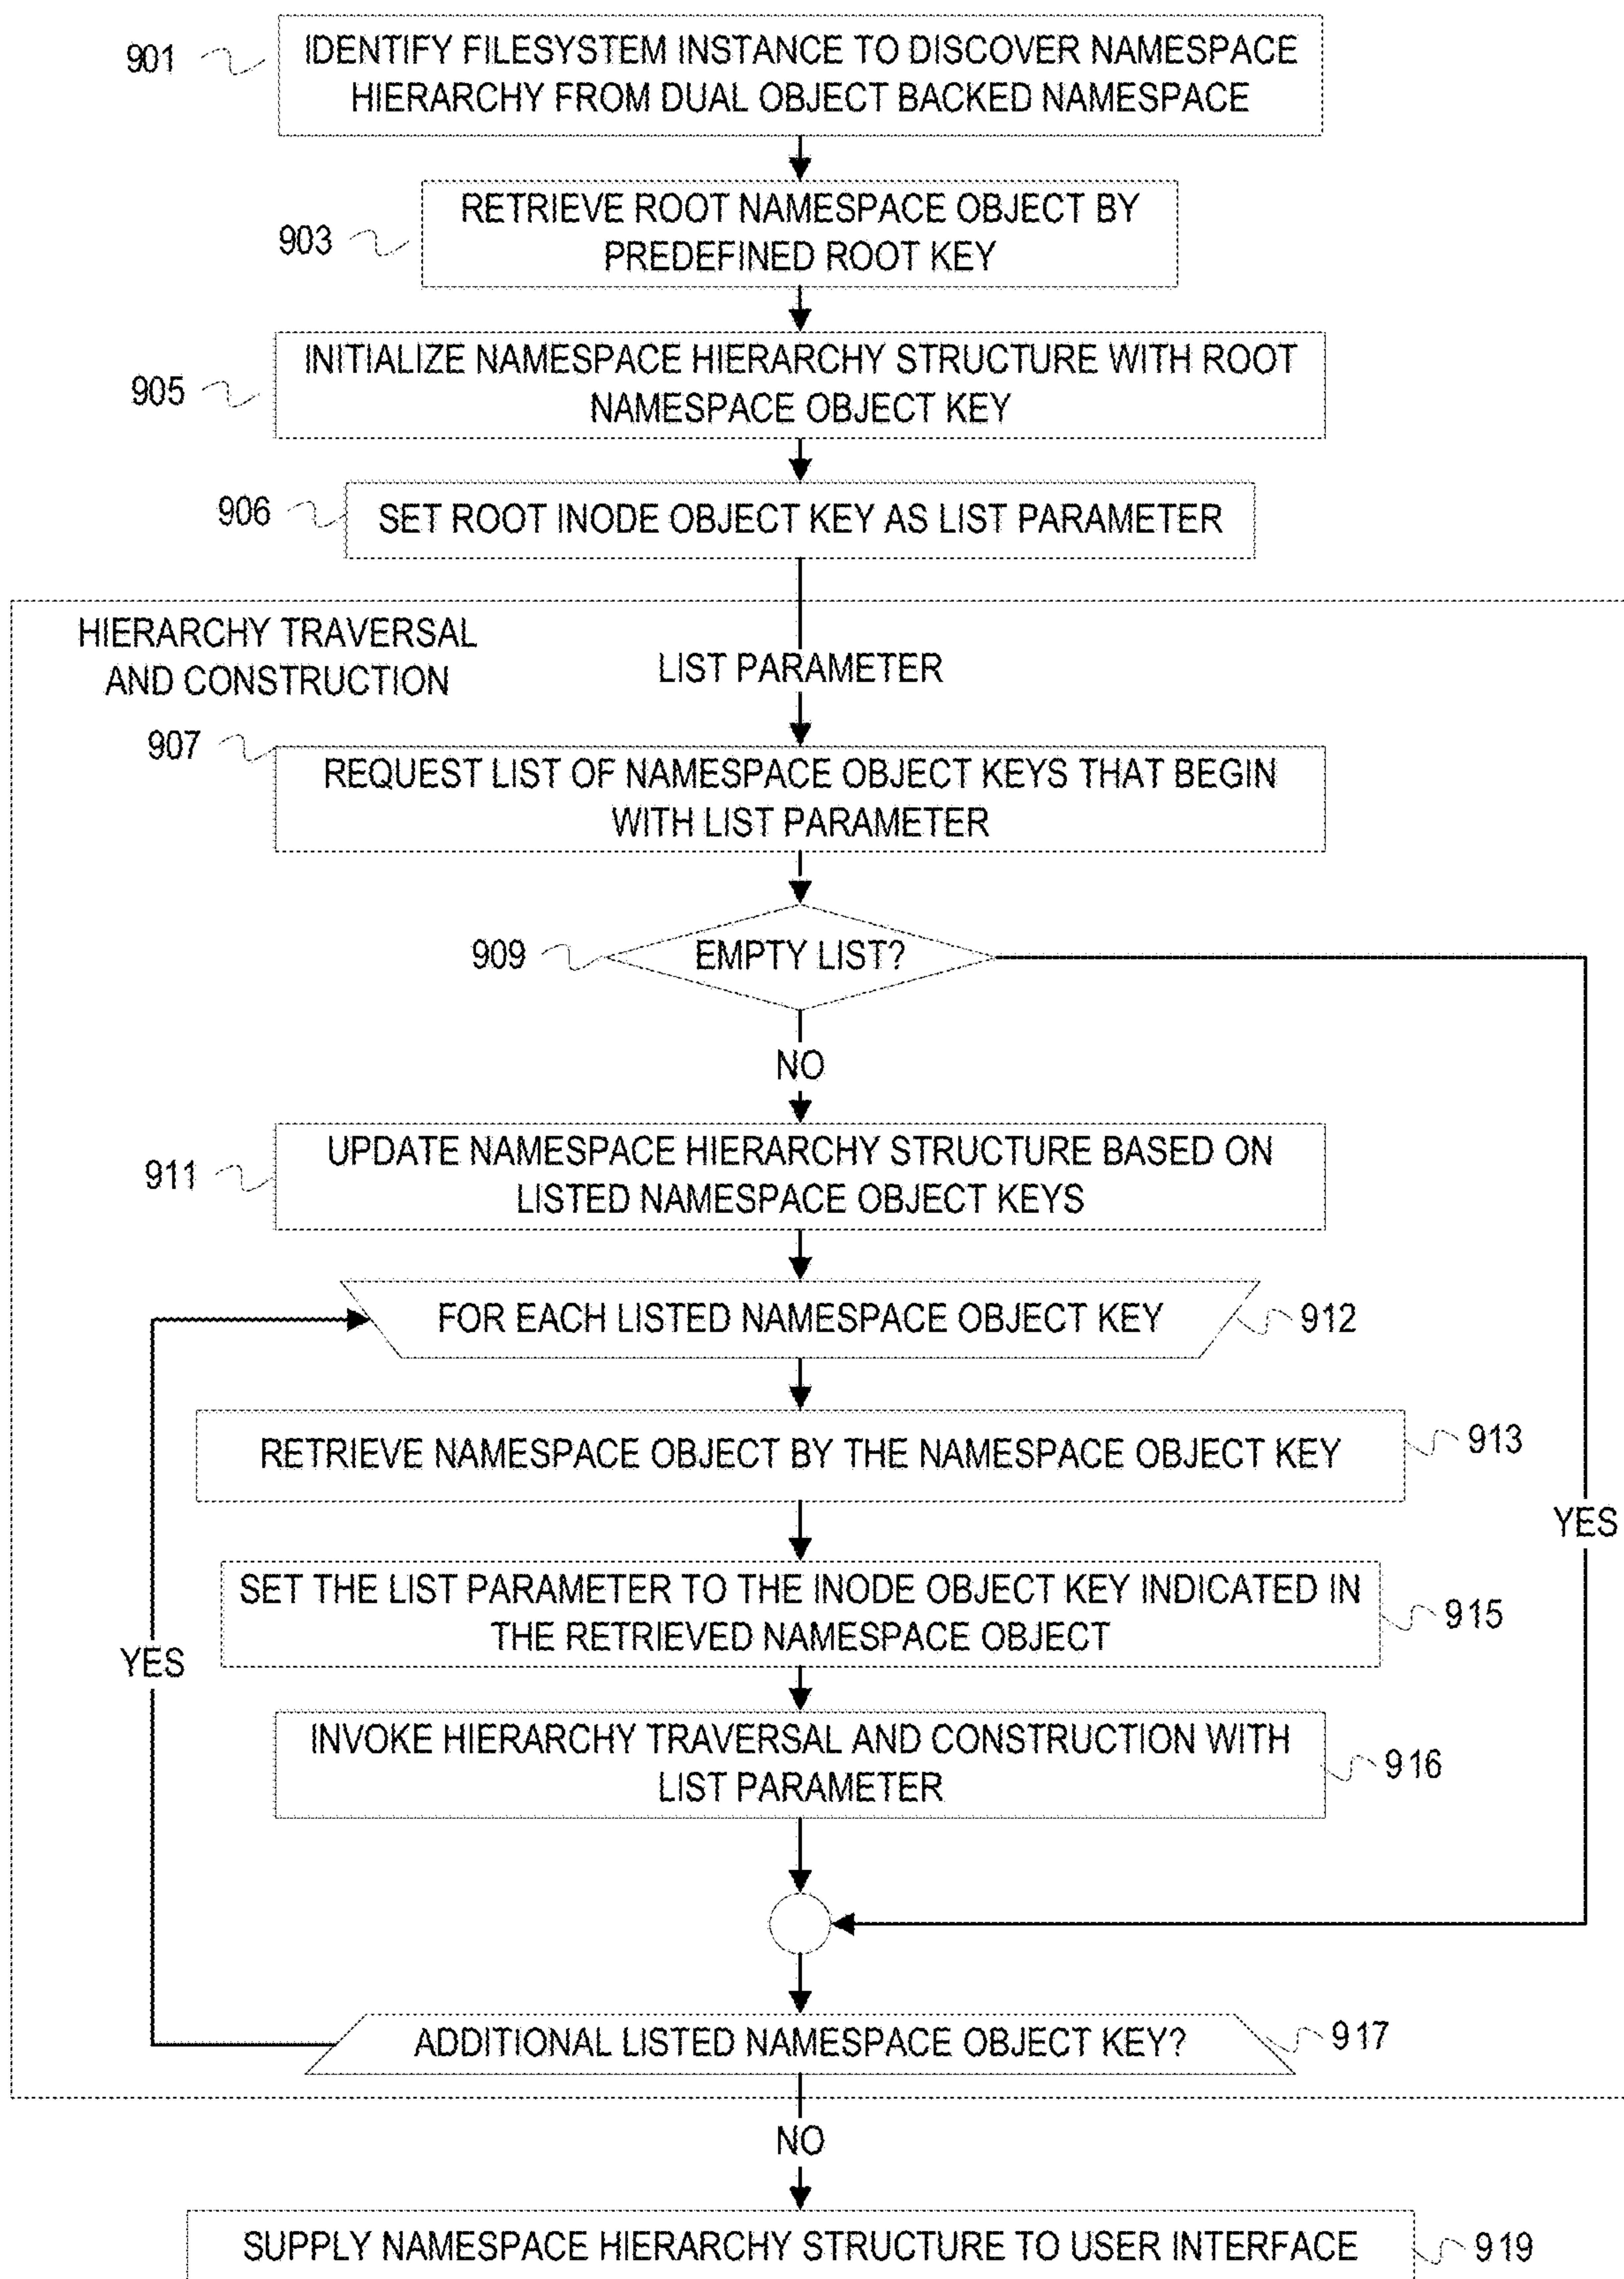 901
IDENTIFY FILESYSTEM INSTANCE TO DISCOVER NAMESPACE
HIERARCHY FROM DUAL OBJECT BACKED NAMESPACE
903
RETRIEVE ROOT NAMESPACE OBJECT BY
PREDEFINED ROOT KEY
905
INITIALIZE NAMESPACE HIERARCHY STRUCTURE WITH ROOT
NAMESPACE OBJECT KEY
906
SET ROOT INODE OBJECT KEY AS LIST PARAMETER
HIERARCHY TRAVERSAL
AND CONSTRUCTION
LIST PARAMETER
907
REQUEST LIST OF NAMESPACE OBJECT KEYS THAT BEGIN
WITH LIST PARAMETER
909
EMPTY LIST?
NO
911
UPDATE NAMESPACE HIERARCHY STRUCTURE BASED ON
LISTED NAMESPACE OBJECT KEYS
FOR EACH LISTED NAMESPACE OBJECT KEY
912
RETRIEVE NAMESPACE OBJECT BY THE NAMESPACE OBJECT KEY
913
YES
SET THE LIST PARAMETER TO THE INODE OBJECT KEY INDICATED IN
THE RETRIEVED NAMESPACE OBJECT
915
YES
INVOKE HIERARCHY TRAVERSAL AND CONSTRUCTION WITH
LIST PARAMETER
916
ADDITIONAL LISTED NAMESPACE OBJECT KEY?
917
NO
SUPPLY NAMESPACE HIERARCHY STRUCTURE TO USER INTERFACE
919